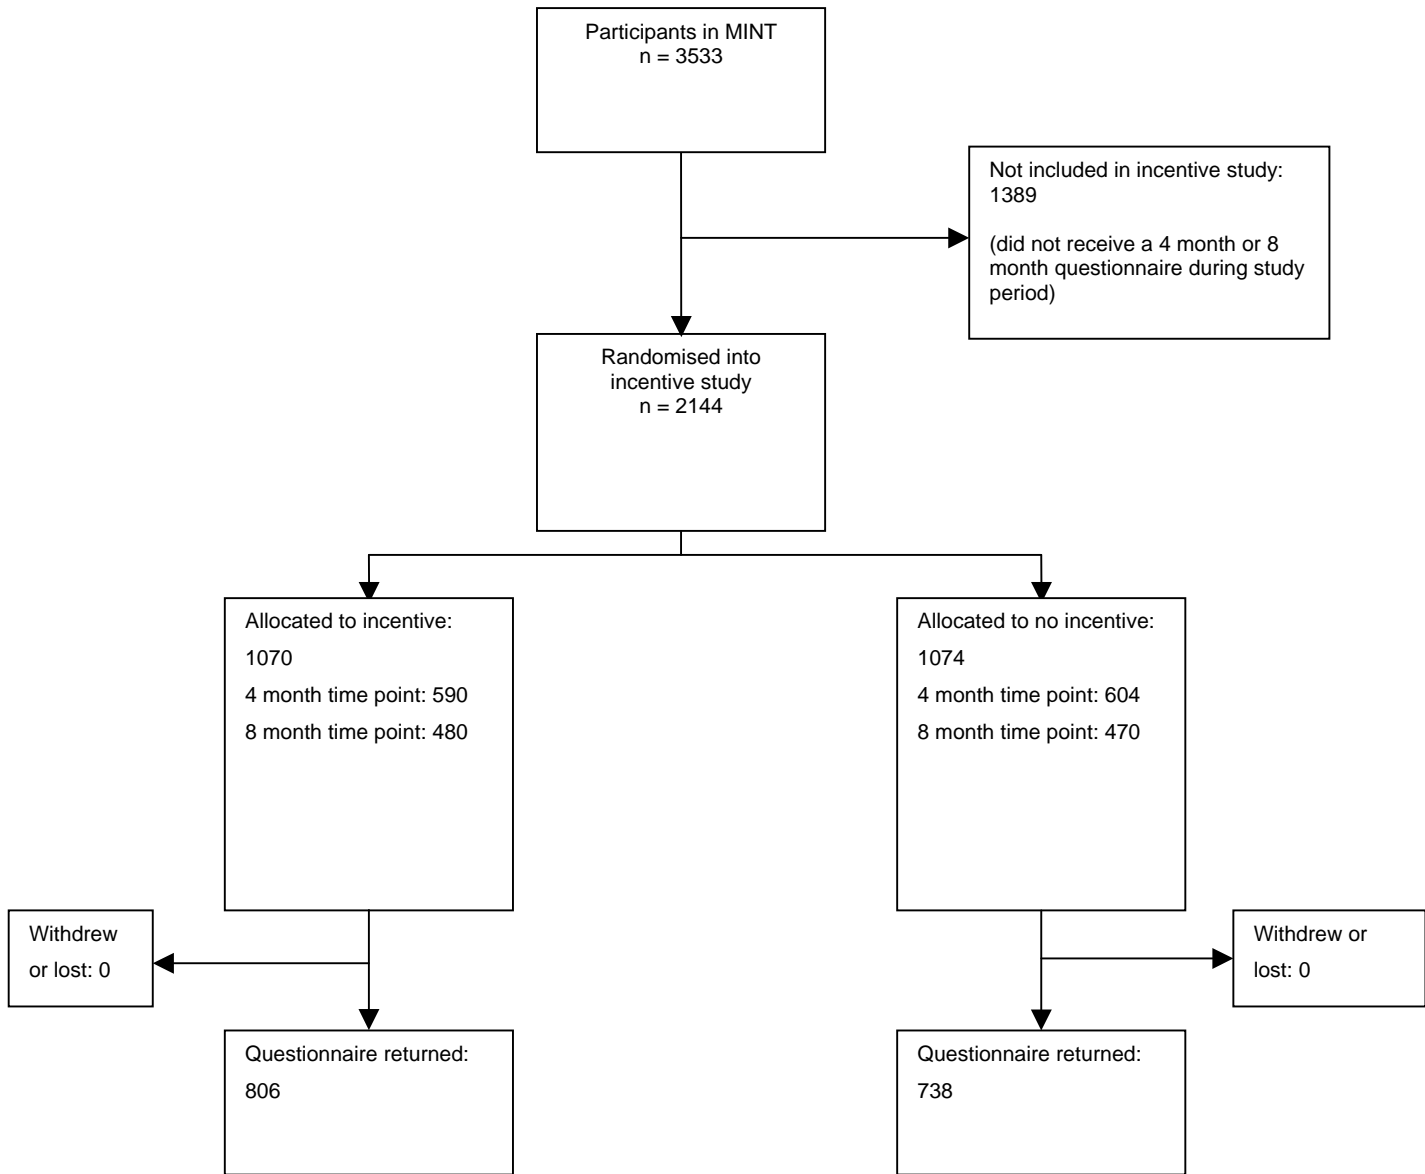 Participants in MINT
n = 3533
Not included in incentive study:
1389
(did not receive a 4 month or 8
month questionnaire during study
period)
Randomised into
incentive study
n = 2144
Allocated to incentive:
1070
4 month time point: 590
8 month time point: 480
Allocated to no incentive:
1074
4 month time point: 604
8 month time point: 470
Withdrew
or lost: 0
Withdrew or
lost: 0
Questionnaire returned:
806
Questionnaire returned:
738